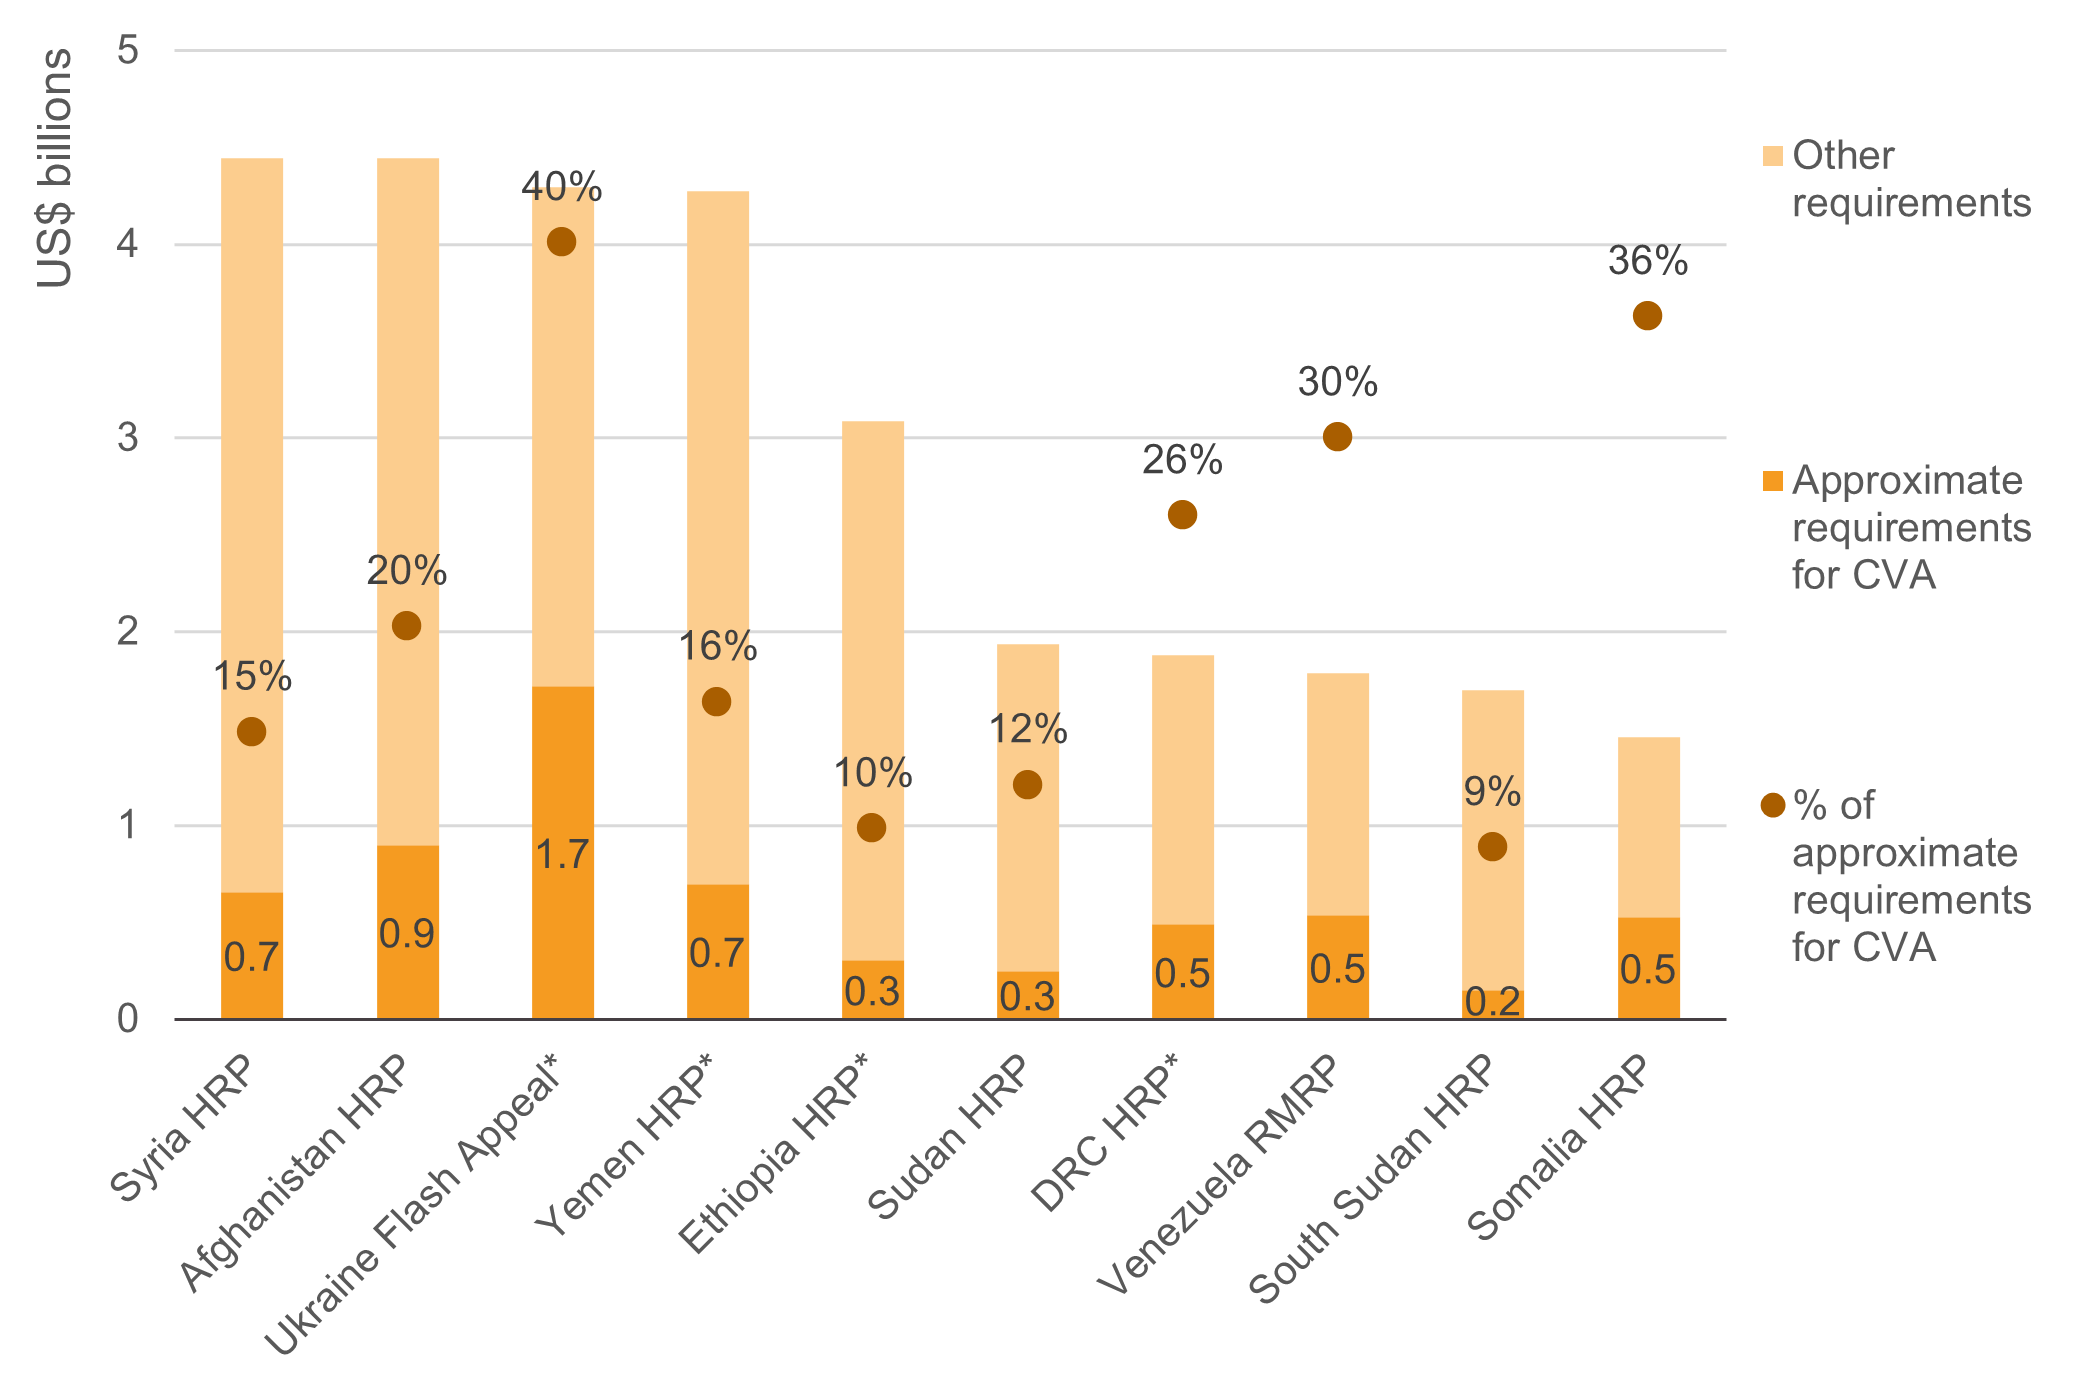 US$ billions
5
4
3
2
1
0
15%
20%
40%
16%
10%
12%
26%
30%
9%
36%
0.7
0.9
1.7
0.7
0.3
0.3
0.5
0.5
0.2
0.5
Syria HRP
Afghanistan HRP
Ukraine Flash Appeal*
Yemen HRP*
Ethiopia HRP*
Sudan HRP
DRC HRP*
Venezuela RMRP
South Sudan HRP
Somalia HRP
Other
requirements
Approximate
requirements
for CVA
% of
approximate
requirements
for CVA